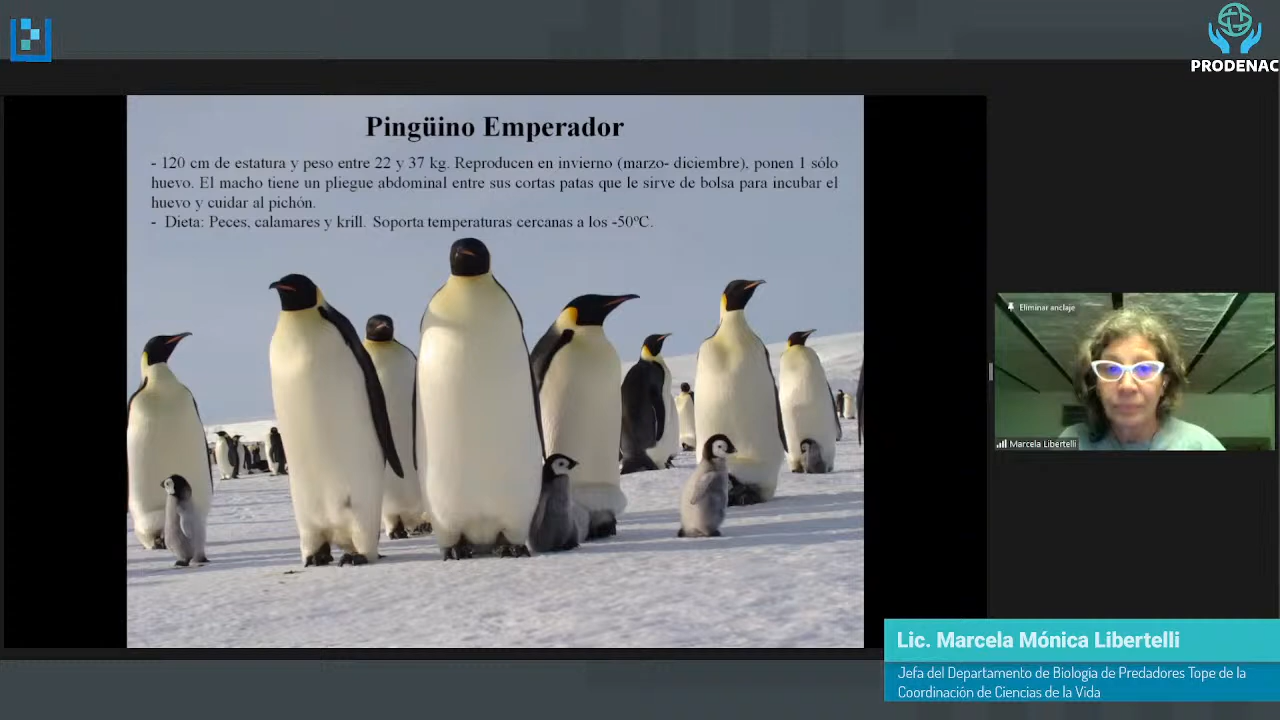 PRODENAC
Pingüino Emperador
- 120 cm de estatura y peso entre 22 y 37 kg. Reproducen en invierno (marzo- diciembre), ponen 1 sólo
huevo. El macho tiene un pliegue abdominal entre sus cortas patas que le sirve de bolsa para incubar el
huevo y cuidar al pichón.
- Dieta: Peces, calamares y krill. Soporta temperaturas cercanas a los -50ºC.
Eliminar anclaje
Marcela Libertelli
Lic. Marcela Mónica Libertelli
Jefa del Departamento de Biología de Predadores Tope de la
Coordinación de Ciencias de la Vida